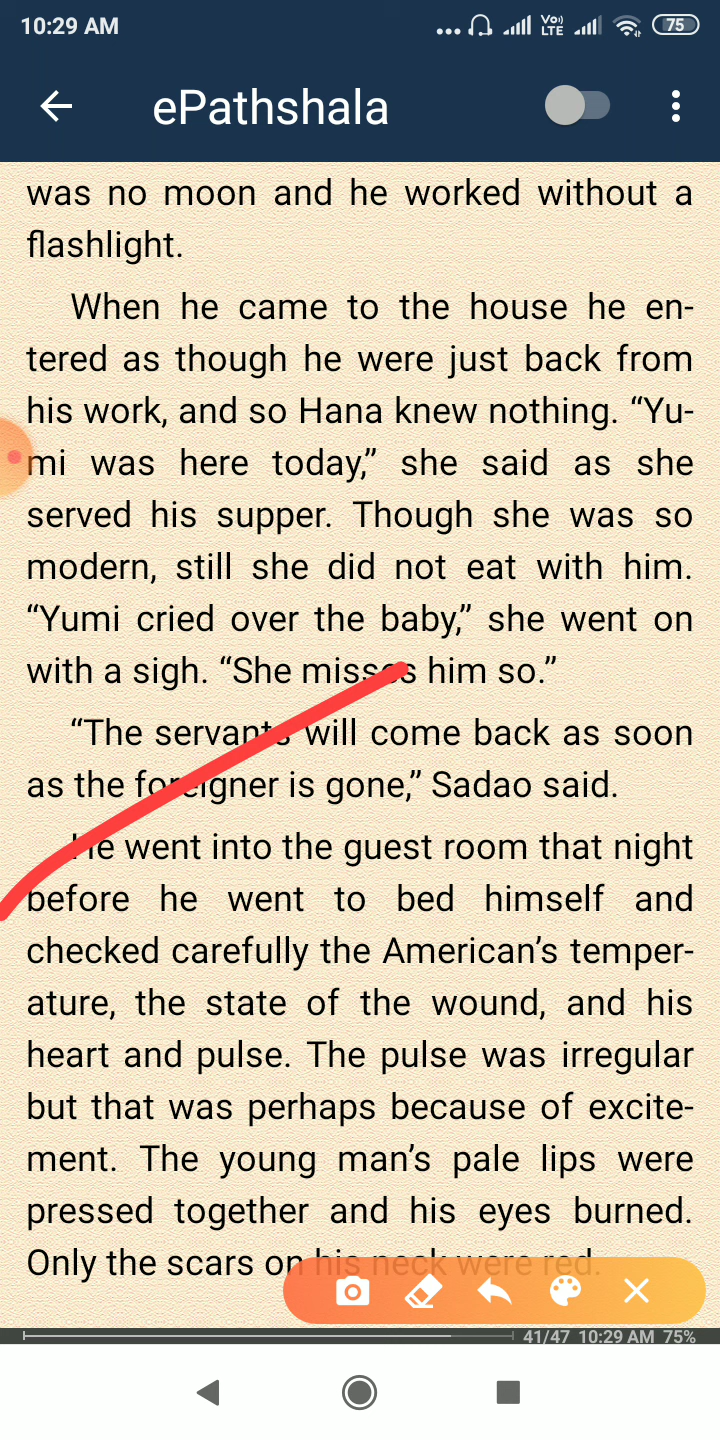 10:29 AM
Vo) LTE
75
ePathshala
was no moon and he worked without a
flashlight.
When he came to the house he en-
tered as though he were just back from
his work, and so Hana knew nothing. “Yu-
mi was here today,” she said as she
served his supper. Though she was so
modern, still she did not eat with him.
“Yumi cried over the baby,” she went on
with a sigh. “She misses him so.”
“The servants will come back as soon
as the foreigner is gone,” Sadao said.
He went into the guest room that night
before he went to bed himself and
checked carefully the American’s temper-
ature, the state of the wound, and his
heart and pulse. The pulse was irregular
but that was perhaps because of excite-
ment. The young man’s pale lips were
pressed together and his eyes burned.
Only the scars on his neck were red.
41/47 10:29 AM 75%